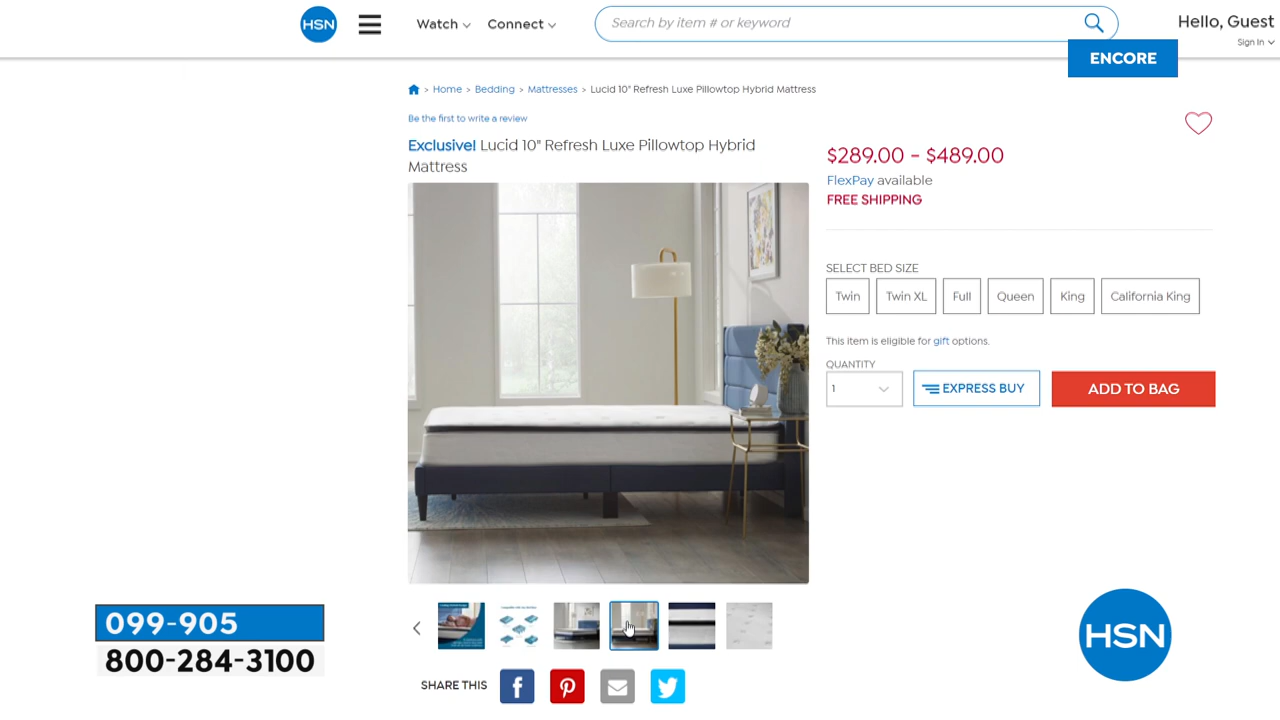 HSN
Watch
Connect
Search by item # or keyword
Hello, Guest
Sign In
ENCORE
> Home > Bedding > Mattresses > Lucid 10" Refresh Luxe Pillowtop Hybrid Mattress
Be the first to write a review
Exclusive! Lucid 10" Refresh Luxe Pillowtop Hybrid
Mattress
$289.00 - $489.00
FlexPay available
FREE SHIPPING
SELECT BED SIZE
Twin
Twin XL
Full
Queen
King
California King
This item is eligible for gift options.
QUANTITY
1
EXPRESS BUY
ADD TO BAG
099-905
800-284-3100
HSN
SHARE THIS